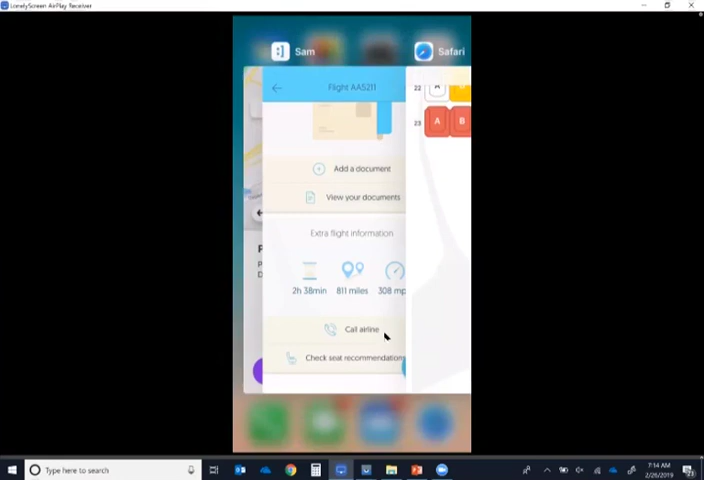 LonelyScreen AirPlay Receiver
Sam
Safari
Flight AA5211
22 A
23 A B
Add a document
View your documents
Extra flight information
2h 38min 811 miles 308 mp
Call airline
Check seat recommendations
Type here to search
7:14 AM
2/26/2019